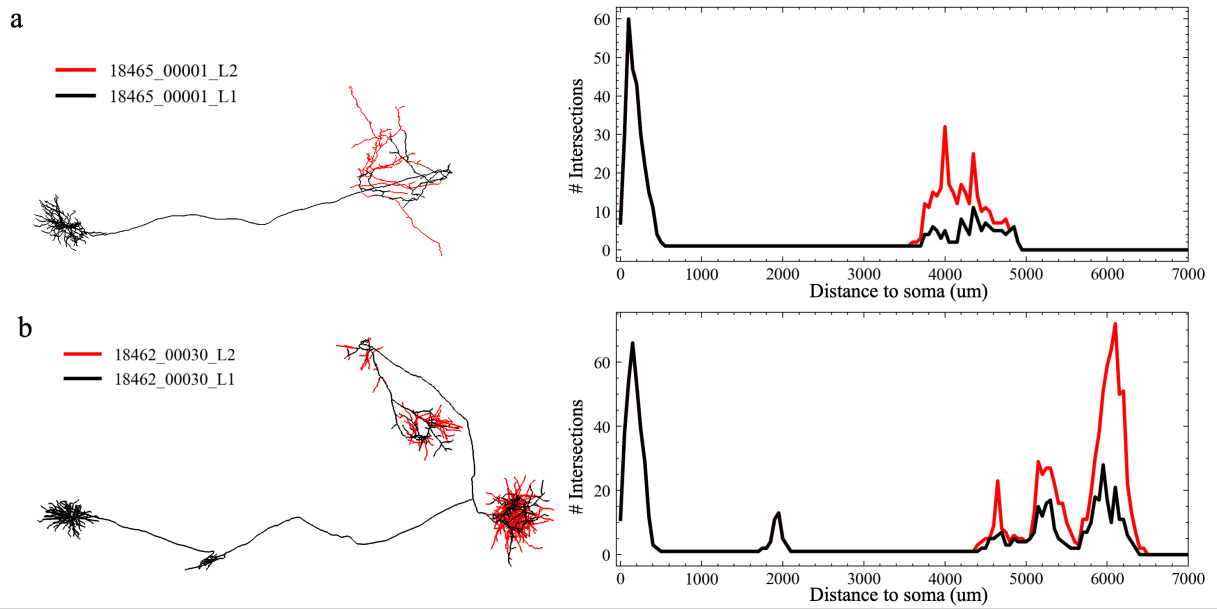 a
18465_00001_L2
18465_00001_L1
# Intersections
60
50
40
30
20
10
0
0 1000 2000 3000 4000 5000 6000 7000
Distance to soma (um)
b
18462_00030_L2
18462_00030_L1
# Intersections
60
40
20
0
0 1000 2000 3000 4000 5000 6000 7000
Distance to soma (um)